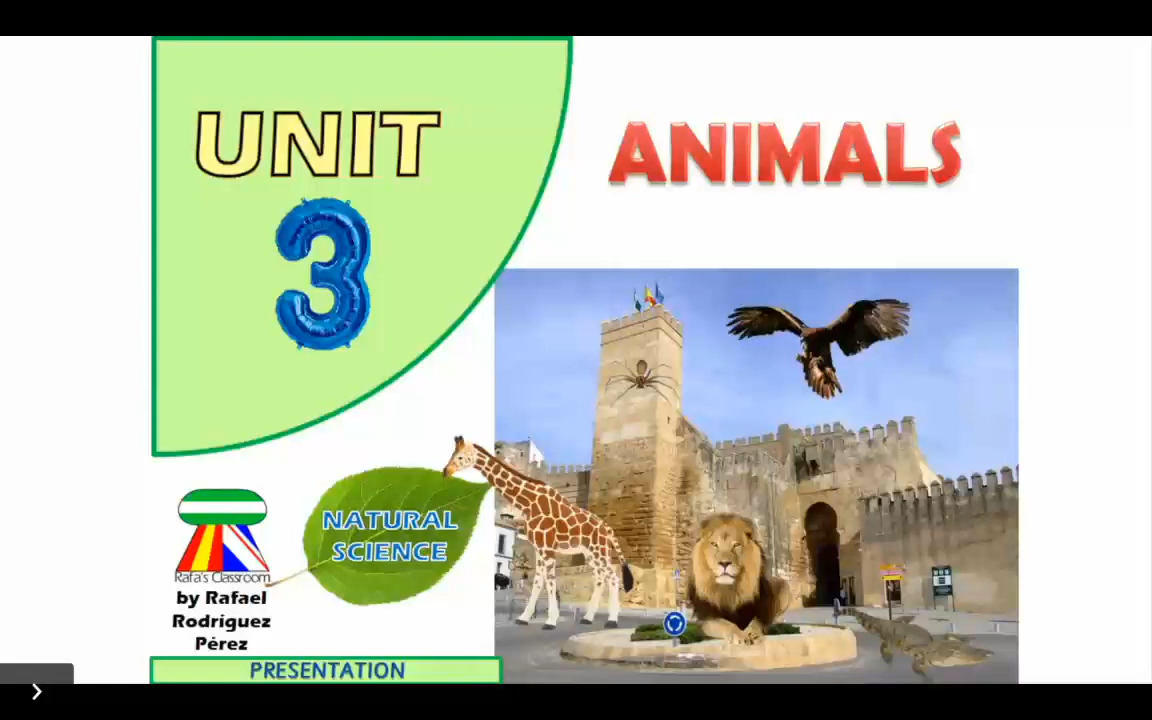 UNIT
3
ANIMALS
NATURAL
SCIENCE
Rafa's Classroom
by Rafael
Rodríguez
Pérez
PRESENTATION